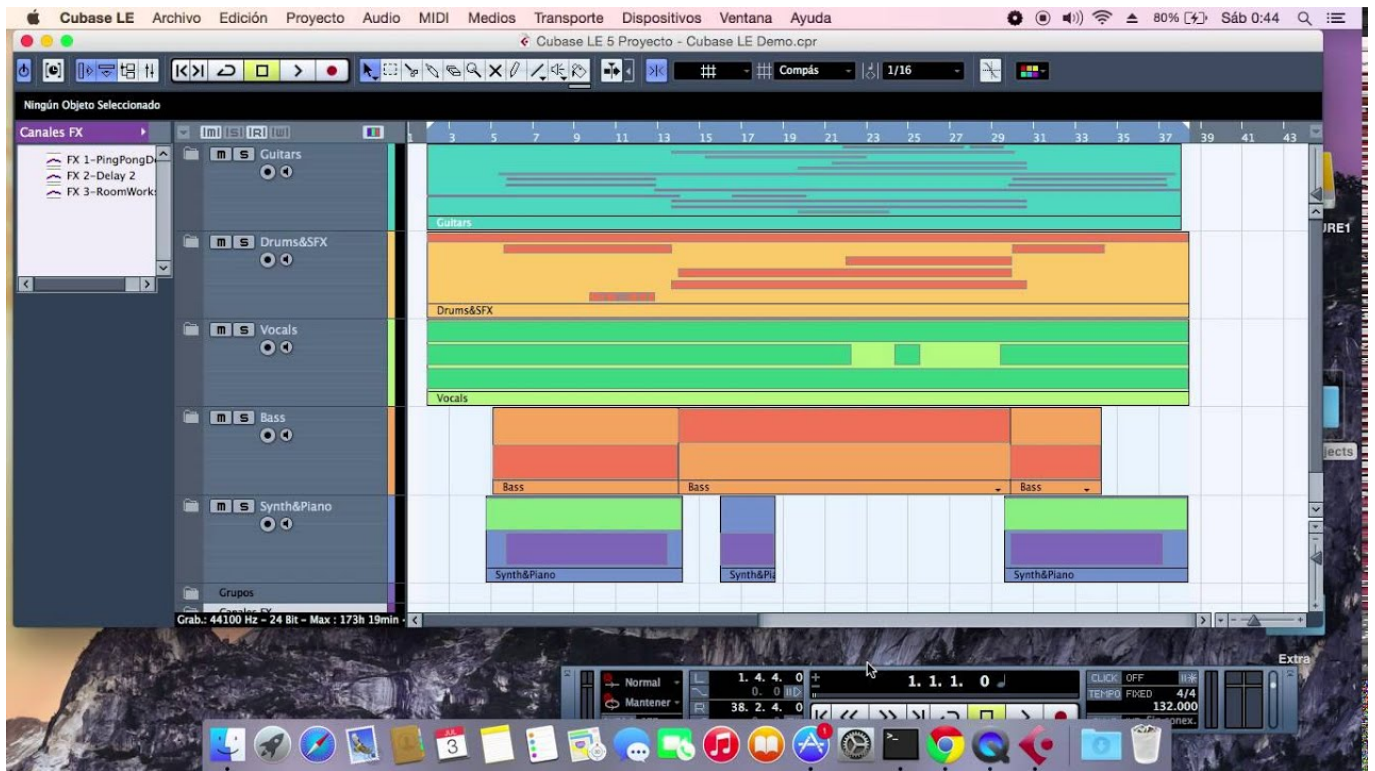 Cubase LE Archivo Edición Proyecto Audio MIDI Medios Transporte Dispositivos Ventana Ayuda 80% Sáb 0:44
Cubase LE 5 Proyecto - Cubase LE Demo.cpr
Compás 1/16
Ningún Objeto Seleccionado
Canales FX
1 3 5 7 9 11 13 15 17 19 21 23 25 27 29 31 33 35 37 39 41 43
FX 1-PingPongD
FX 2-Delay 2
FX 3-RoomWork
m S Guitars
Guitars
m S Drums&SFX
Drums&SFX
m S Vocals
Vocals
m S Bass
Bass Bass Bass
m S Synth&Piano
Synth&Piano Synth&Pi Synth&Piano
Grupos
Canales FX
Grab.: 44100 Hz - 24 Bit - Max : 173h 19min
URE1
jects
Extra
Normal L 1. 4. 4. 0 1. 1. 1. 0 CLICK OFF
0. 0 TEMPO FIXED 4/4
Mantener R 38. 2. 4. 0 132.000
JUL
3